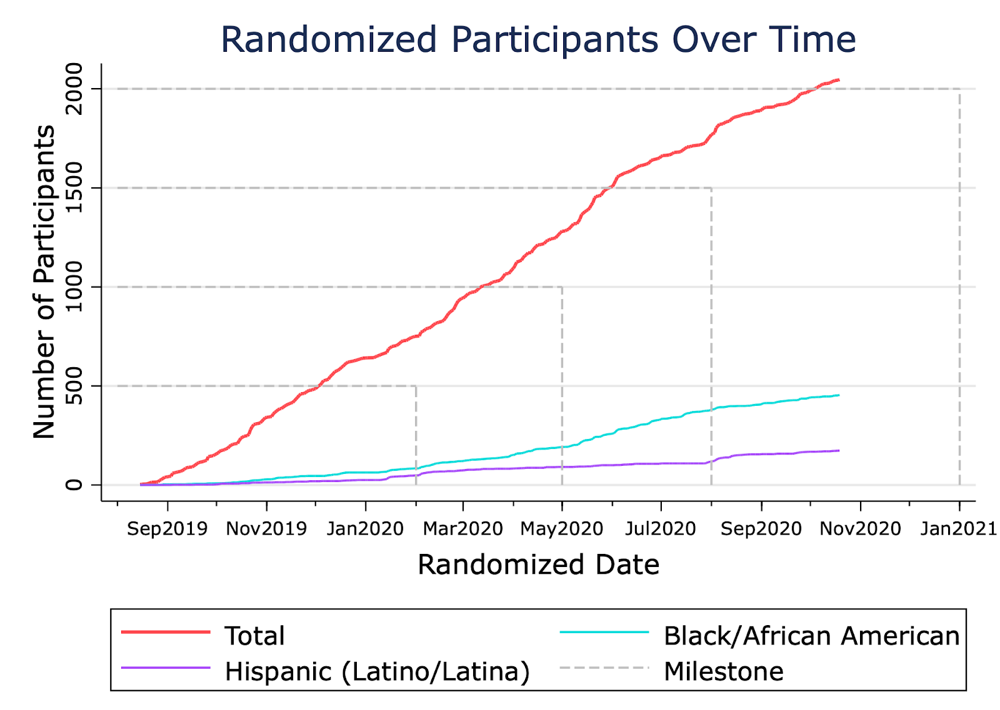 Randomized Participants Over Time
Number of Participants
2000
1500
1000
500
0
Sep2019 Nov2019 Jan2020 Mar2020 May2020 Jul2020 Sep2020 Nov2020 Jan2021
Randomized Date
Total Black/African American
Hispanic (Latino/Latina) Milestone